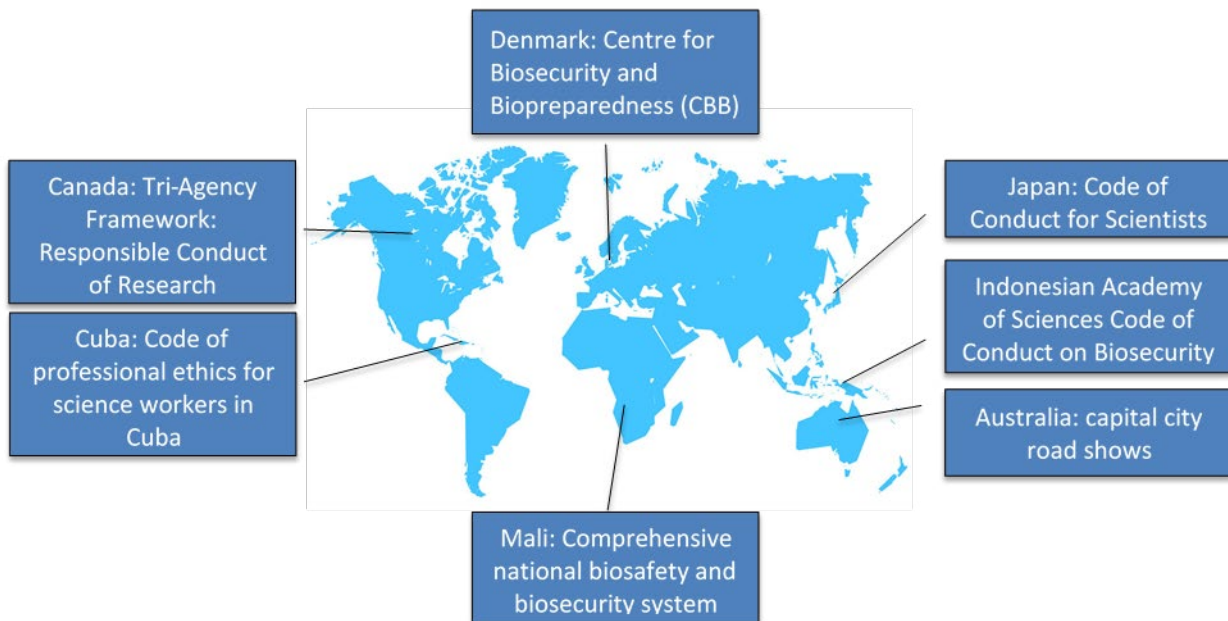 Denmark: Centre for
Biosecurity and
Biopreparedness (CBB)
Canada: Tri-Agency
Framework:
Responsible Conduct
of Research
Cuba: Code of
professional ethics for
science workers in
Cuba
Japan: Code of
Conduct for Scientists
Indonesian Academy
of Sciences Code of
Conduct on Biosecurity
Australia: capital city
road shows
Mali: Comprehensive
national biosafety and
biosecurity system